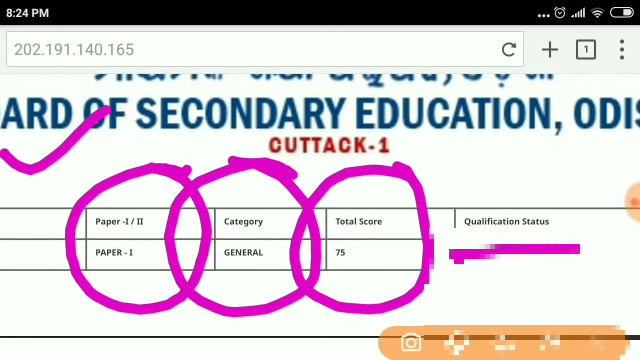 8:24 PM
202.191.140.165
1
ARD OF SECONDARY EDUCATION, ODIS
CUTTACK-1
Paper -I / II Category Total Score Qualification Status
PAPER - I GENERAL 75